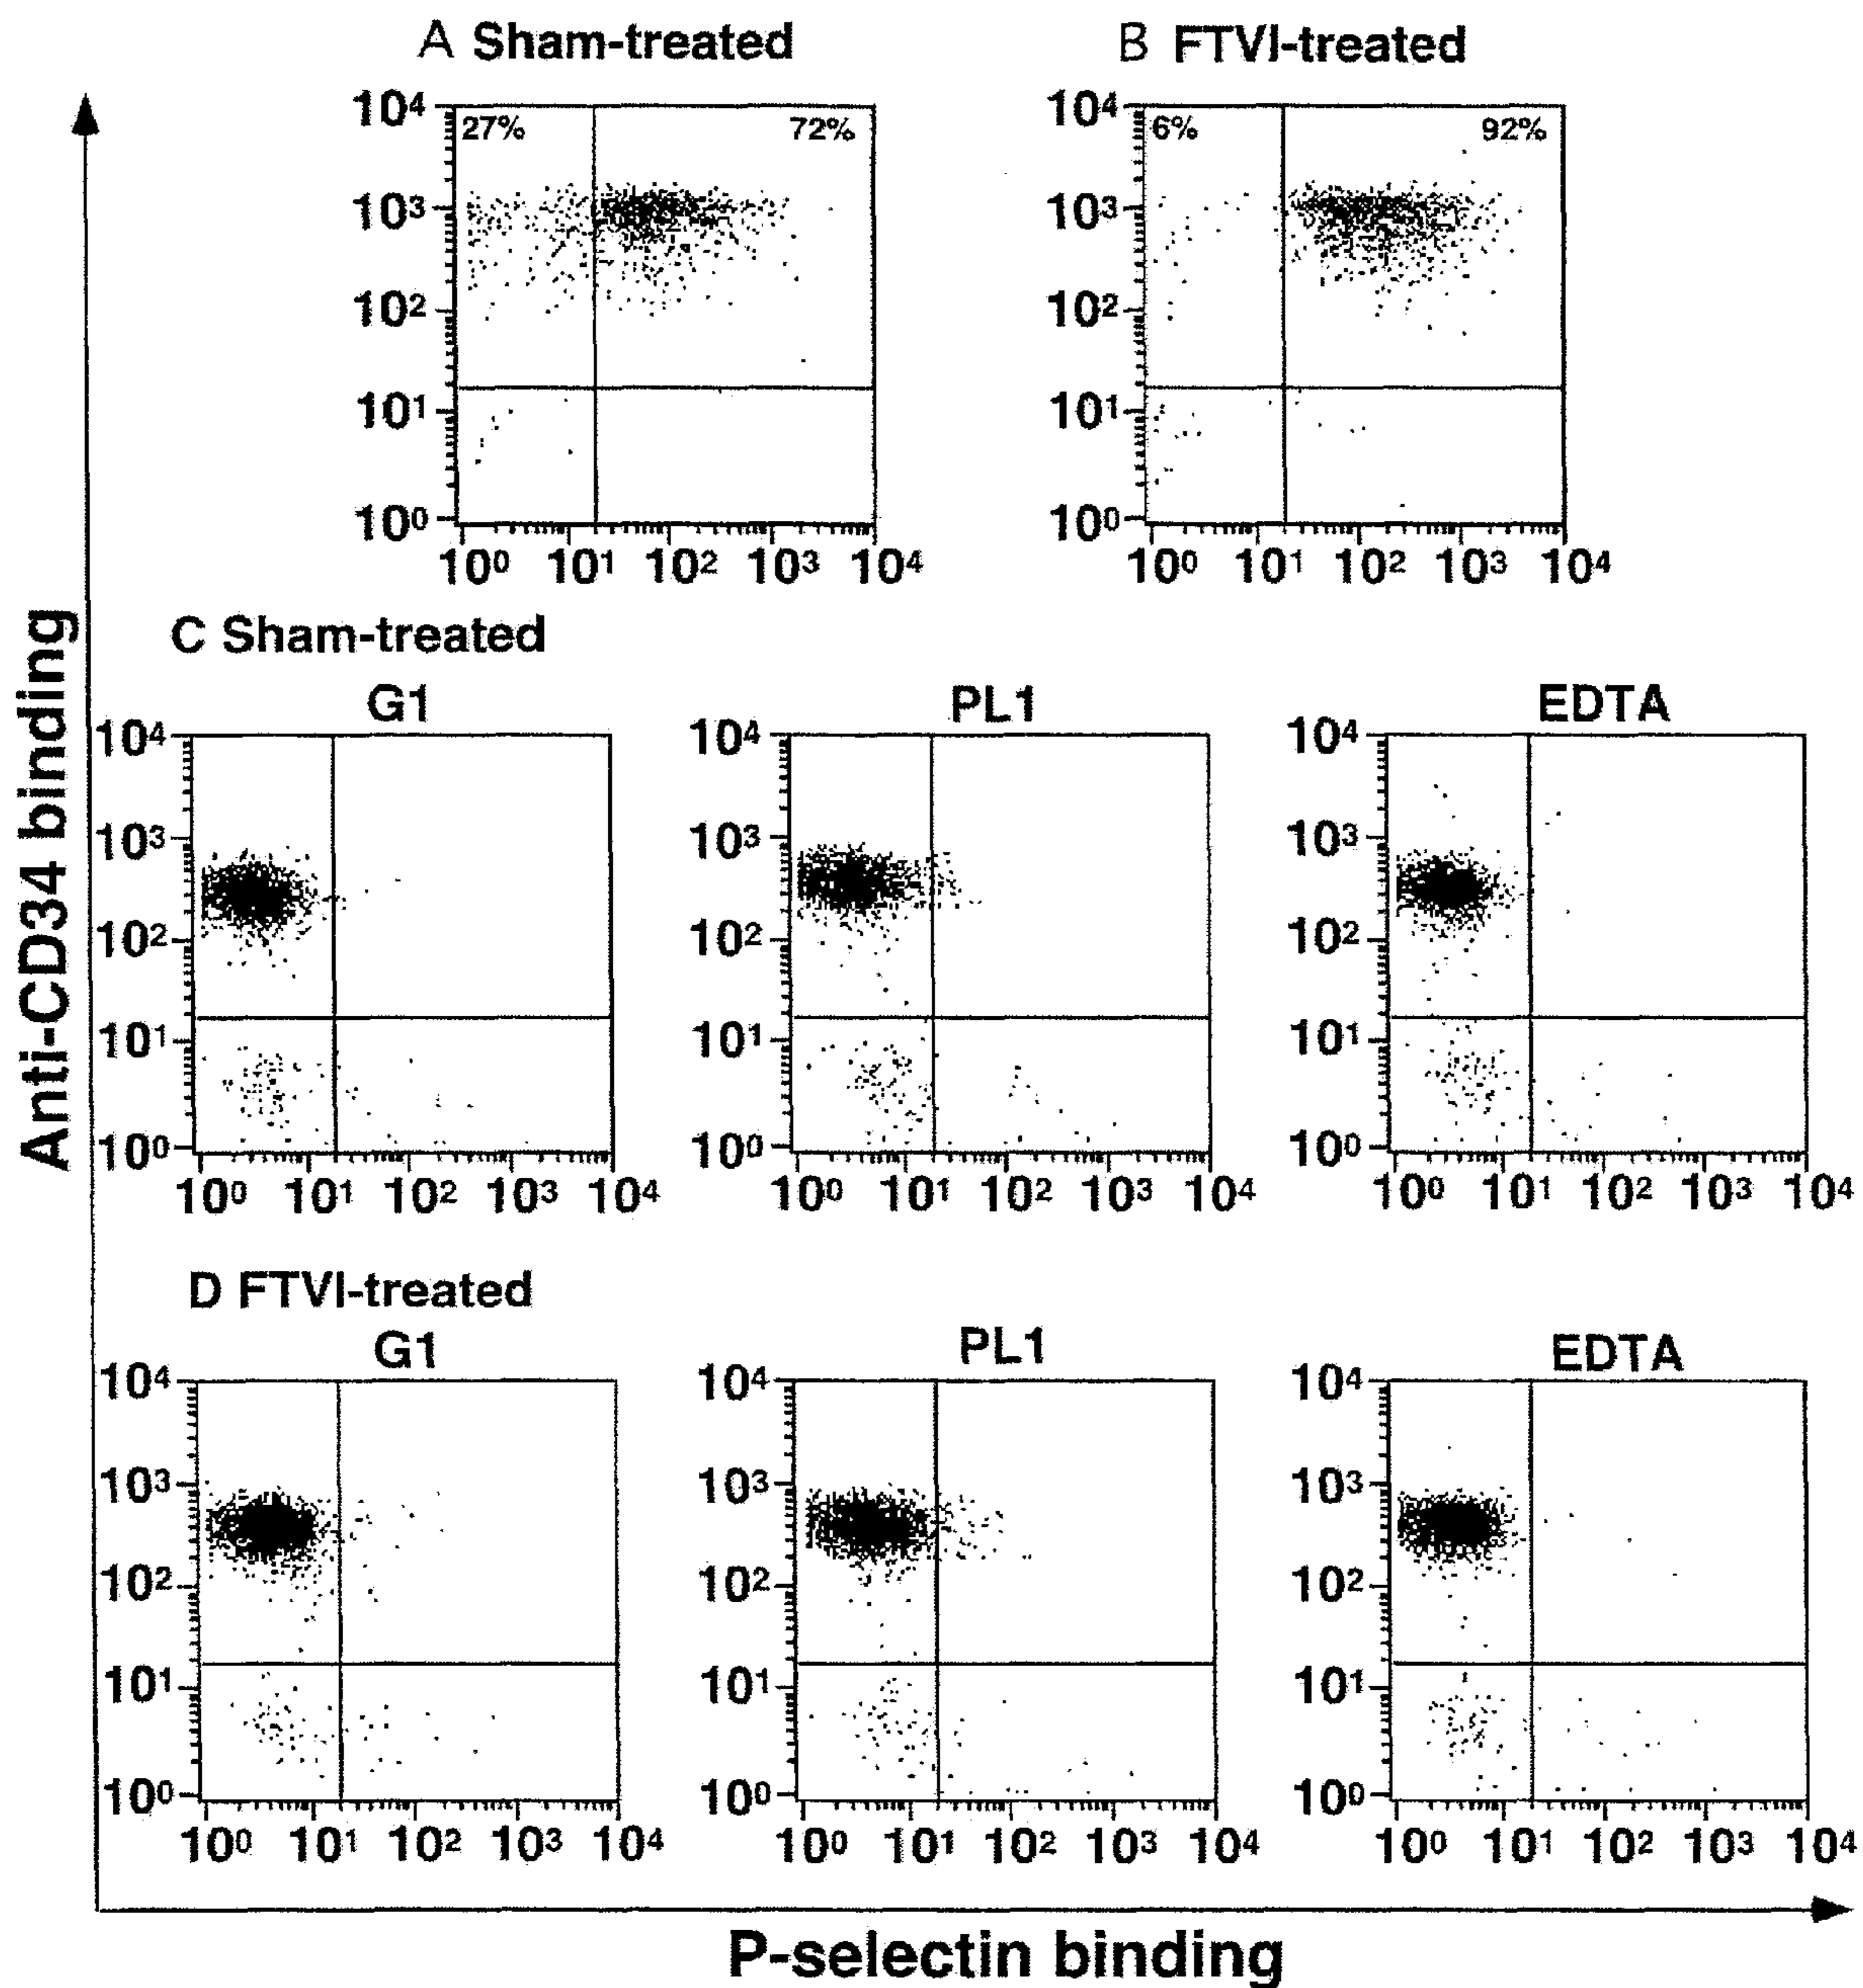 A Sham-treated
B FTVI-treated
10⁴
10³
10²
10¹
10⁰
27%
72%
10⁰ 10¹ 10² 10³ 10⁴
10⁴
10³
10²
10¹
10⁰
6%
92%
10⁰ 10¹ 10² 10³ 10⁴
Anti-CD34 binding
C Sham-treated
G1
10⁴
10³
10²
10¹
10⁰
10⁰ 10¹ 10² 10³ 10⁴
PL1
10⁴
10³
10²
10¹
10⁰
10⁰ 10¹ 10² 10³ 10⁴
EDTA
10⁴
10³
10²
10¹
10⁰
10⁰ 10¹ 10² 10³ 10⁴
D FTVI-treated
G1
10⁴
10³
10²
10¹
10⁰
10⁰ 10¹ 10² 10³ 10⁴
PL1
10⁴
10³
10²
10¹
10⁰
10⁰ 10¹ 10² 10³ 10⁴
EDTA
10⁴
10³
10²
10¹
10⁰
10⁰ 10¹ 10² 10³ 10⁴
P-selectin binding